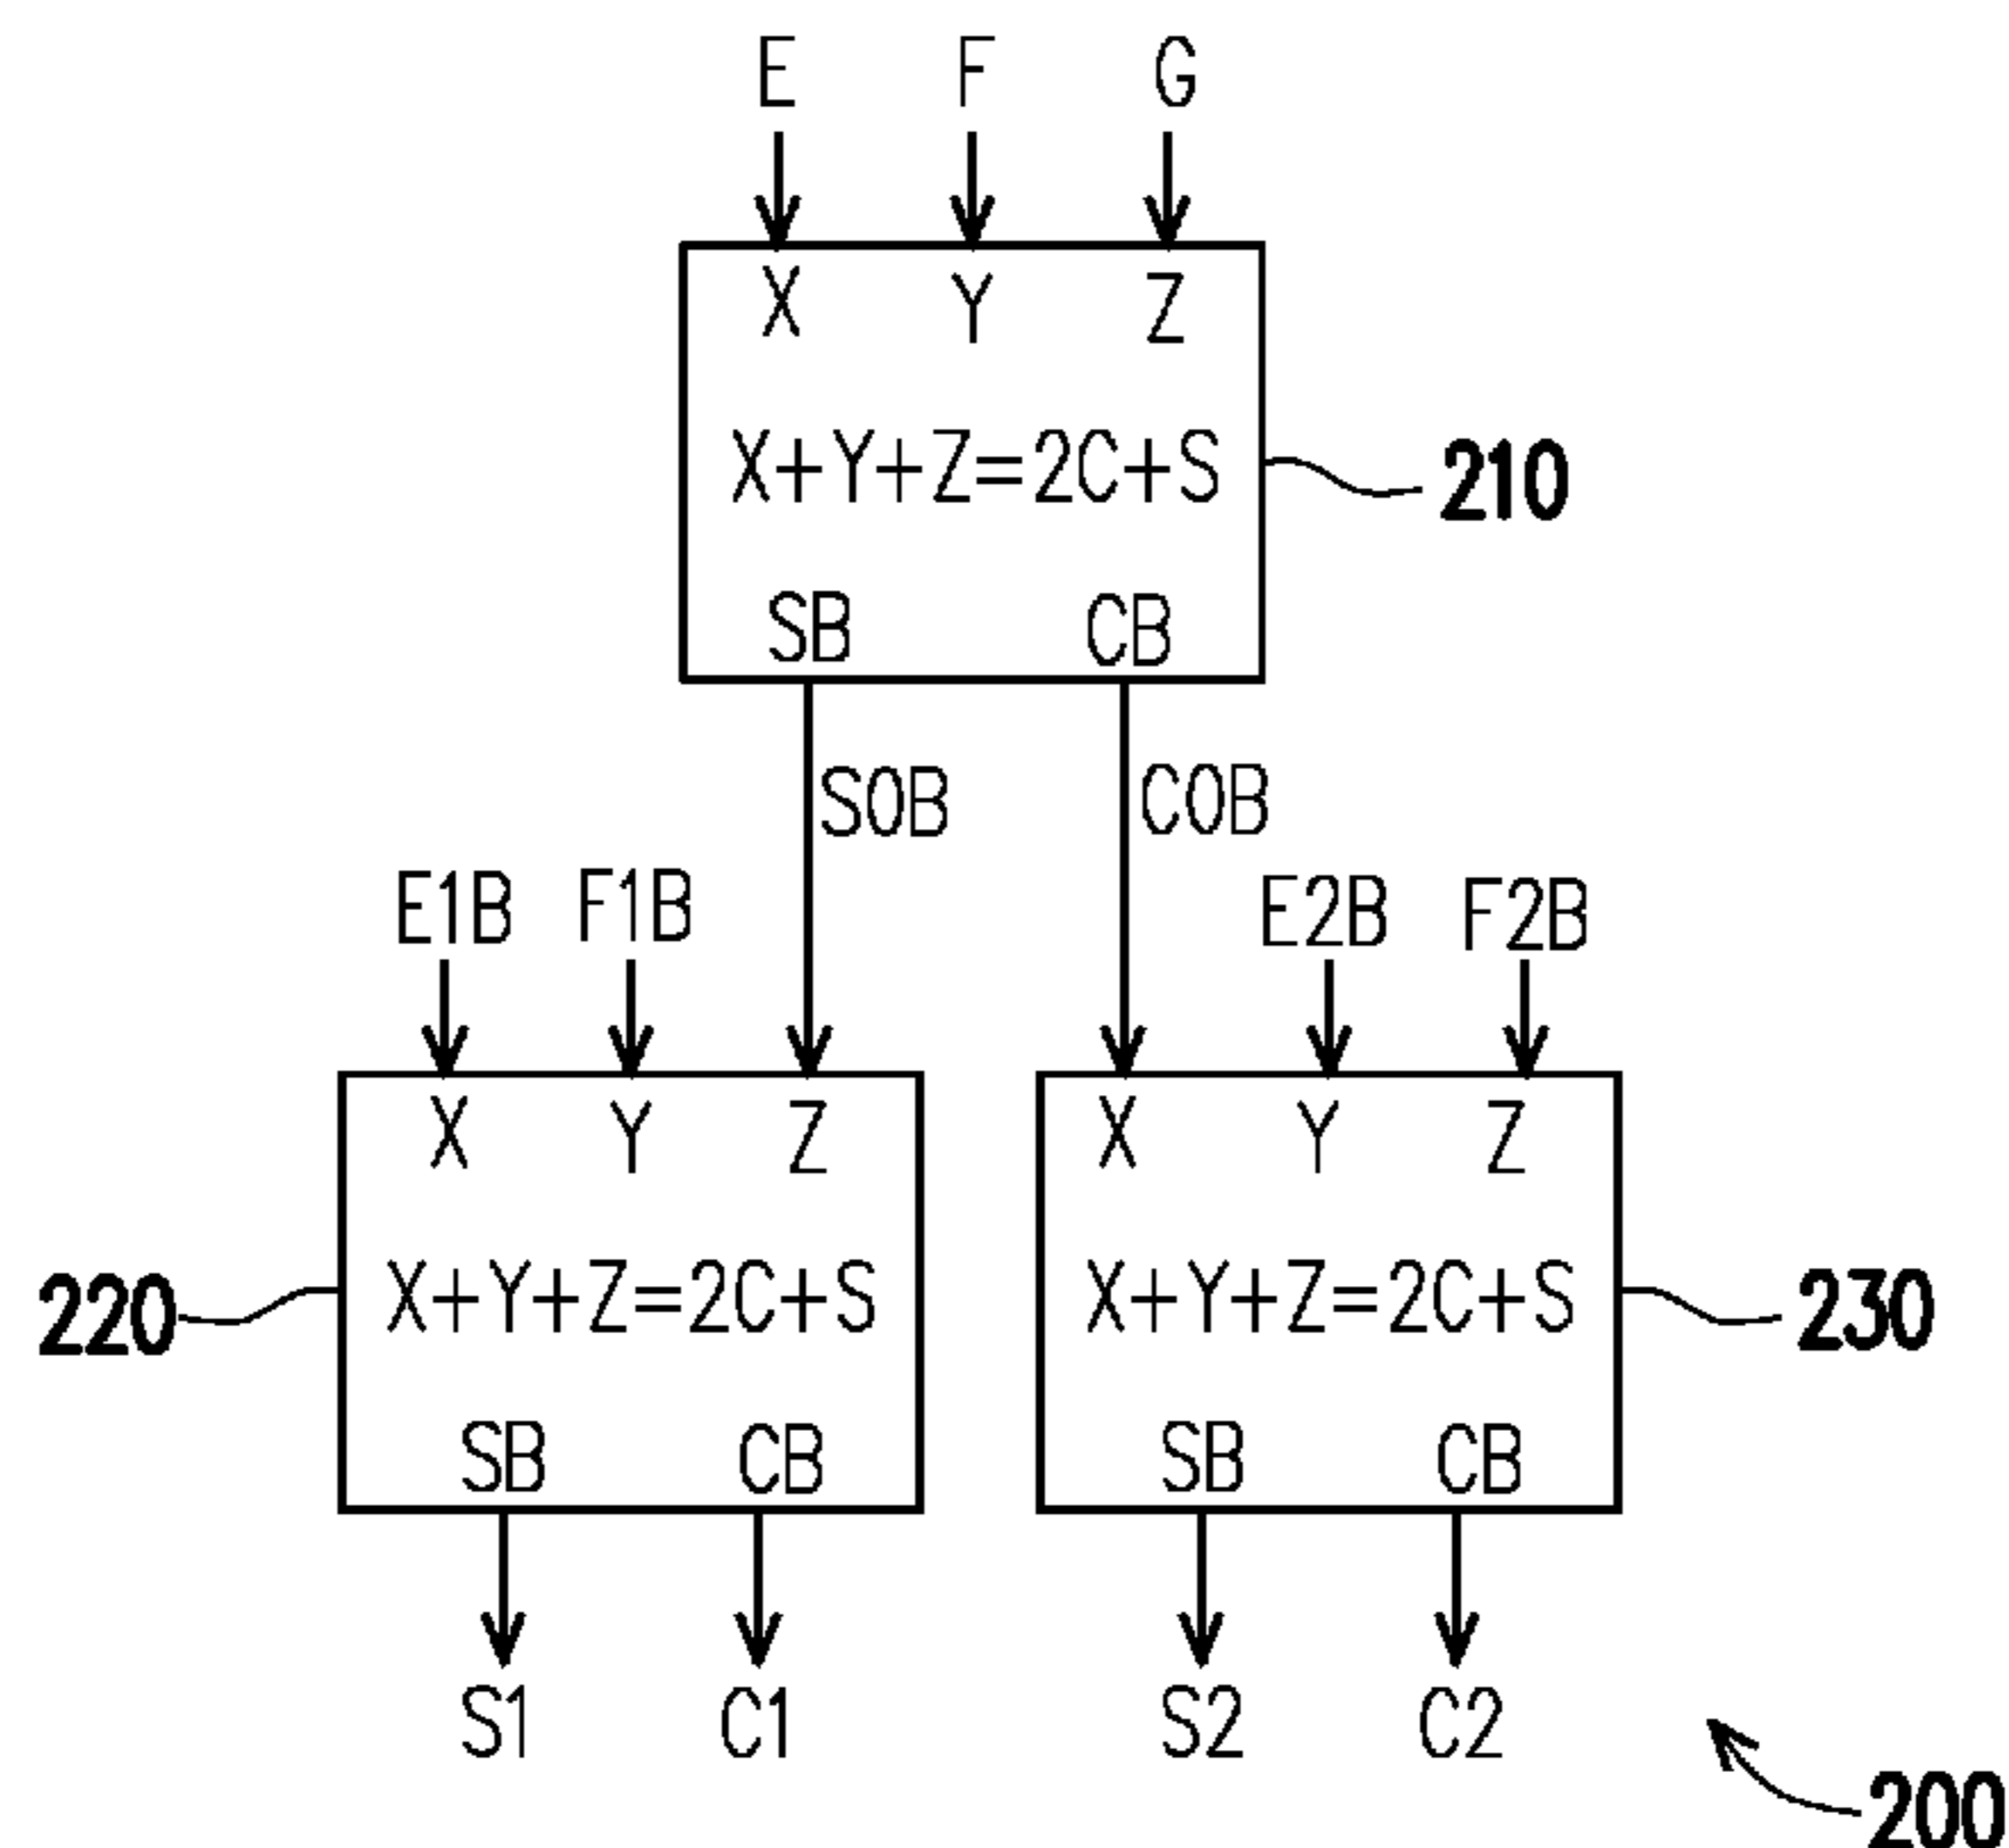 E F G
X Y Z
X+Y+Z=2C+S
210
SB CB
S0B C0B
E1B F1B E2B F2B
X Y Z X Y Z
220 X+Y+Z=2C+S X+Y+Z=2C+S 230
SB CB SB CB
S1 C1 S2 C2
200